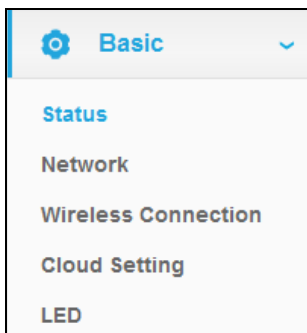 Basic
Status
Network
Wireless Connection
Cloud Setting
LED